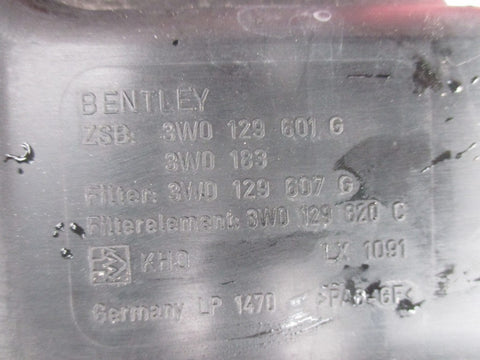 BENTLEY
ZSB: 3W0 129 601 G
3W0 183
Filter: 3W0 129 607 G
Filterelement: 3W0 129 620 C
KHO LX 1091
Germany LP 1470